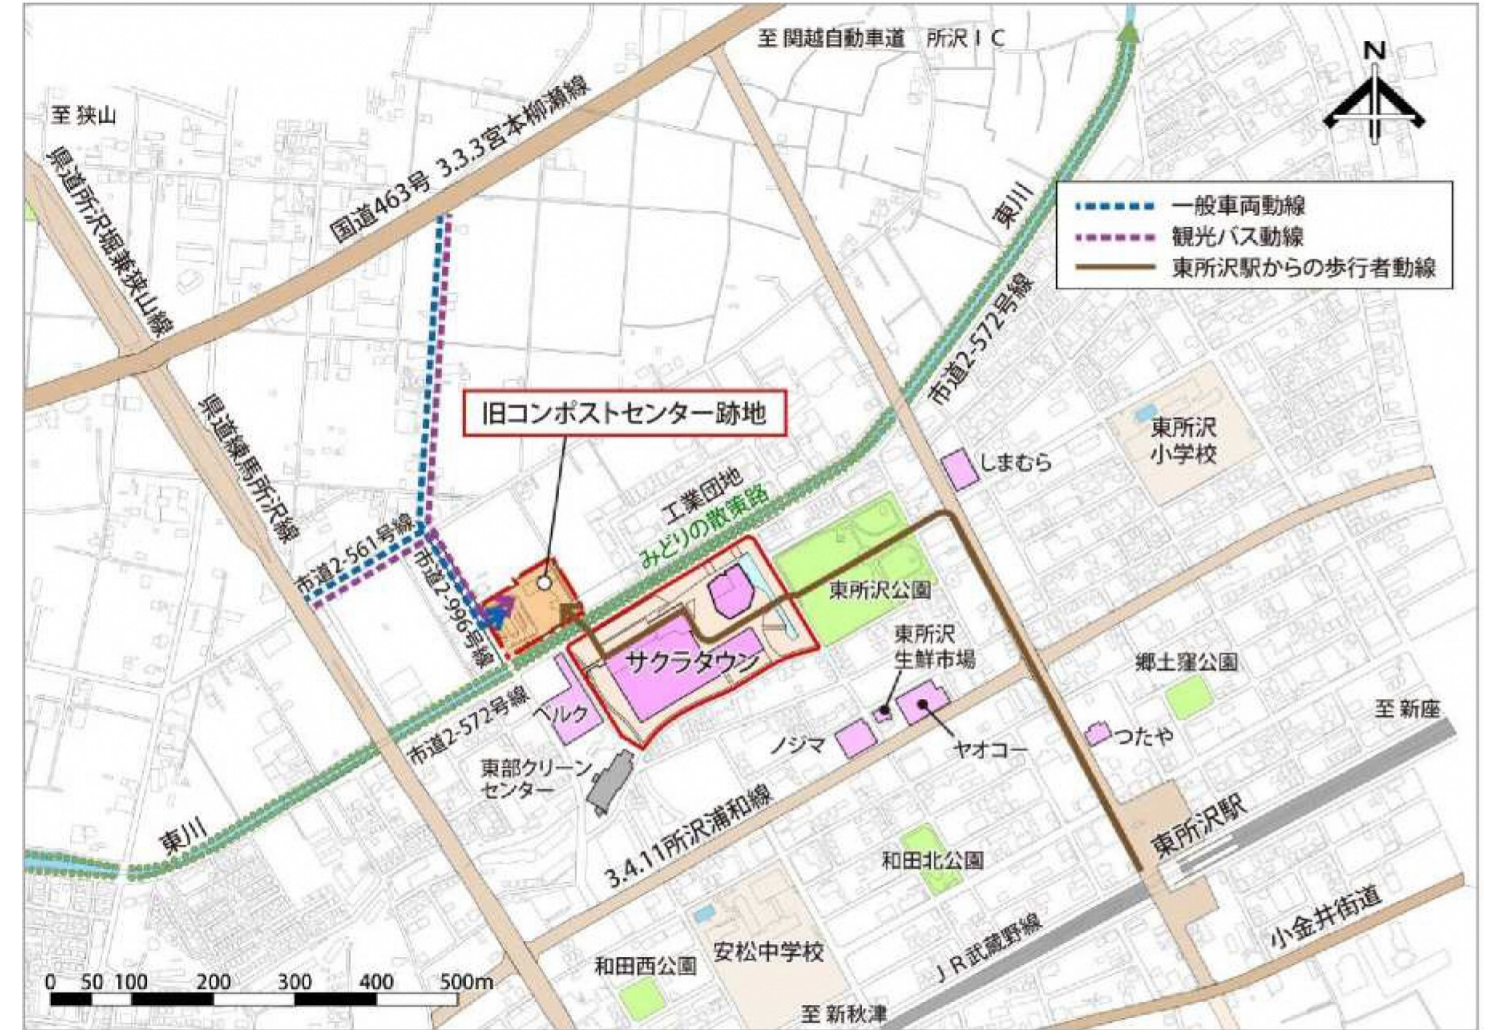 至 関越自動車道　所沢ＩＣ
N
至 狭山
国道463号 3.3.3宮本柳瀬線
県道所沢堀兼狭山線
東川
一般車両動線
観光バス動線
東所沢駅からの歩行者動線
市道2-572号線
県道練馬所沢線
旧コンポストセンター跡地
東所沢
小学校
しまむら
工業団地
みどりの散策路
市道2-561号線
市道2-996号線
東所沢公園
東所沢
生鮮市場
サクラタウン
郷土窪公園
至 新座
ベルク
市道2-572号線
ノジマ
ヤオコー
つたや
東部クリーン
センター
東川
3.4.11所沢浦和線
東所沢駅
和田北公園
小金井街道
安松中学校
ＪＲ武蔵野線
和田西公園
至 新秋津
0 50 100 200 300 400 500m